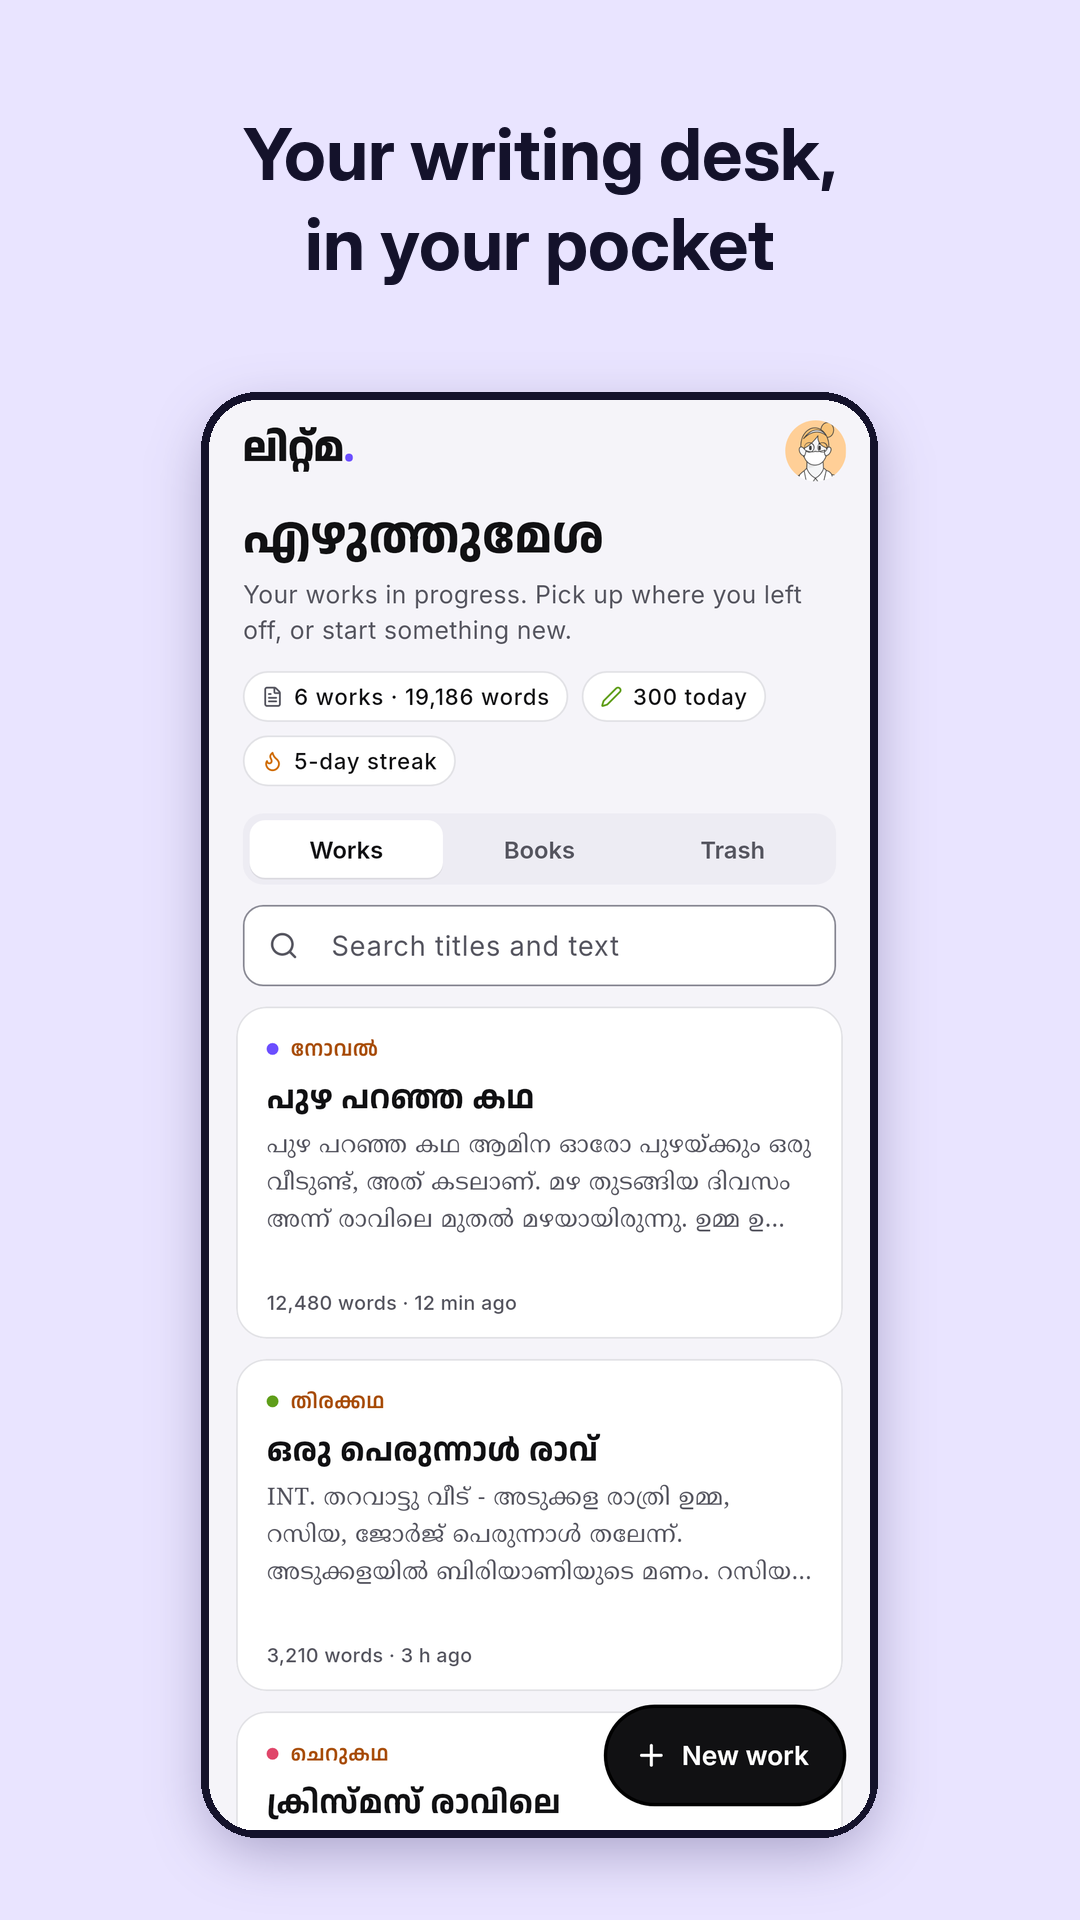 Your writing desk,
in your pocket
ലിറ്റ്മ.
എഴുത്തുമേശ
Your works in progress. Pick up where you left
off, or start something new.
6 works · 19,186 words
300 today
5-day streak
Works
Books
Trash
Search titles and text
നോവൽ
പുഴ പറഞ്ഞ കഥ
പുഴ പറഞ്ഞ കഥ ആമിന ഓരോ പുഴയ്ക്കും ഒരു
വീടുണ്ട്, അത് കടലാണ്. മഴ തുടങ്ങിയ ദിവസം
അന്ന് രാവിലെ മുതൽ മഴയായിരുന്നു. ഉമ്മ ഉ...
12,480 words · 12 min ago
തിരക്കഥ
ഒരു പെരുന്നാൾ രാവ്
INT. തറവാട്ടു വീട് - അടുക്കള രാത്രി ഉമ്മ,
റസിയ, ജോർജ് പെരുന്നാൾ തലേന്ന്.
അടുക്കളയിൽ ബിരിയാണിയുടെ മണം. റസിയ...
3,210 words · 3 h ago
ചെറുകഥ
ക്രിസ്മസ് രാവിലെ
New work